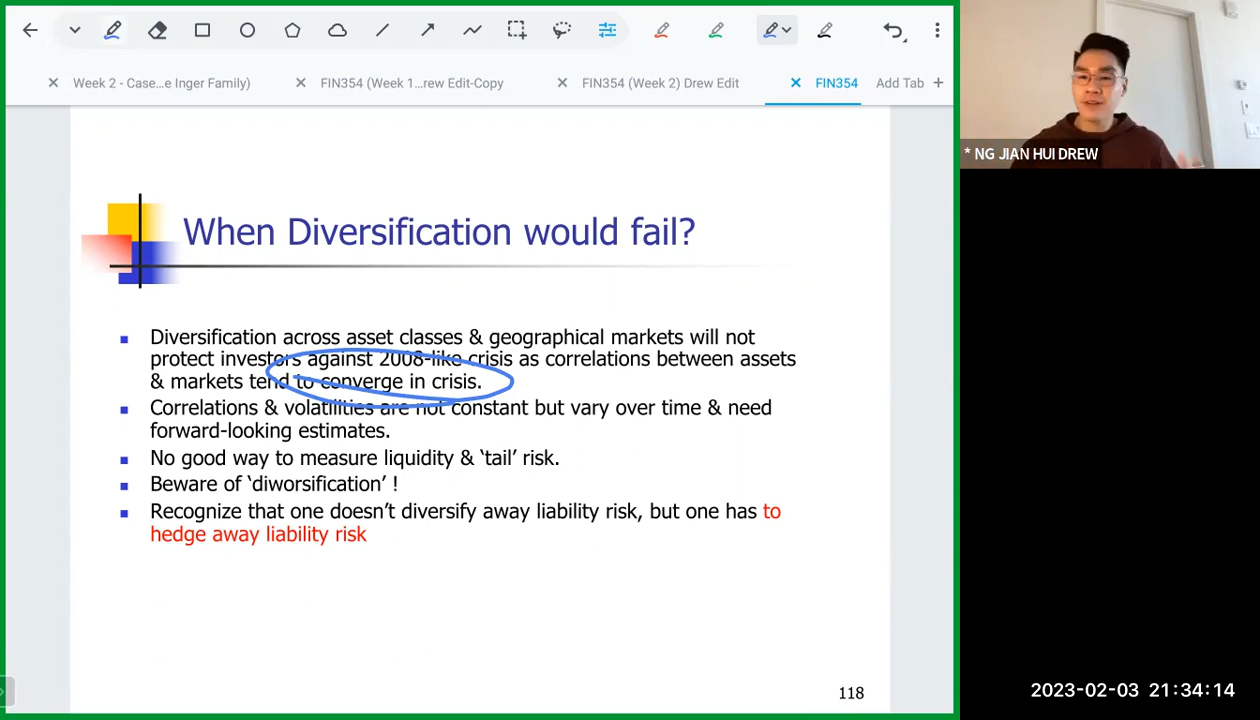 Week 2 - Case...e Inger Family)
FIN354 (Week 1...rew Edit-Copy
FIN354 (Week 2) Drew Edit
FIN354
Add Tab
* NG JIAN HUI DREW
When Diversification would fail?
Diversification across asset classes & geographical markets will not
protect investors against 2008-like crisis as correlations between assets
& markets tend to converge in crisis.
Correlations & volatilities are not constant but vary over time & need
forward-looking estimates.
No good way to measure liquidity & ‘tail’ risk.
Beware of ‘diworsification’ !
Recognize that one doesn’t diversify away liability risk, but one has to
hedge away liability risk
118
2023-02-03 21:34:14